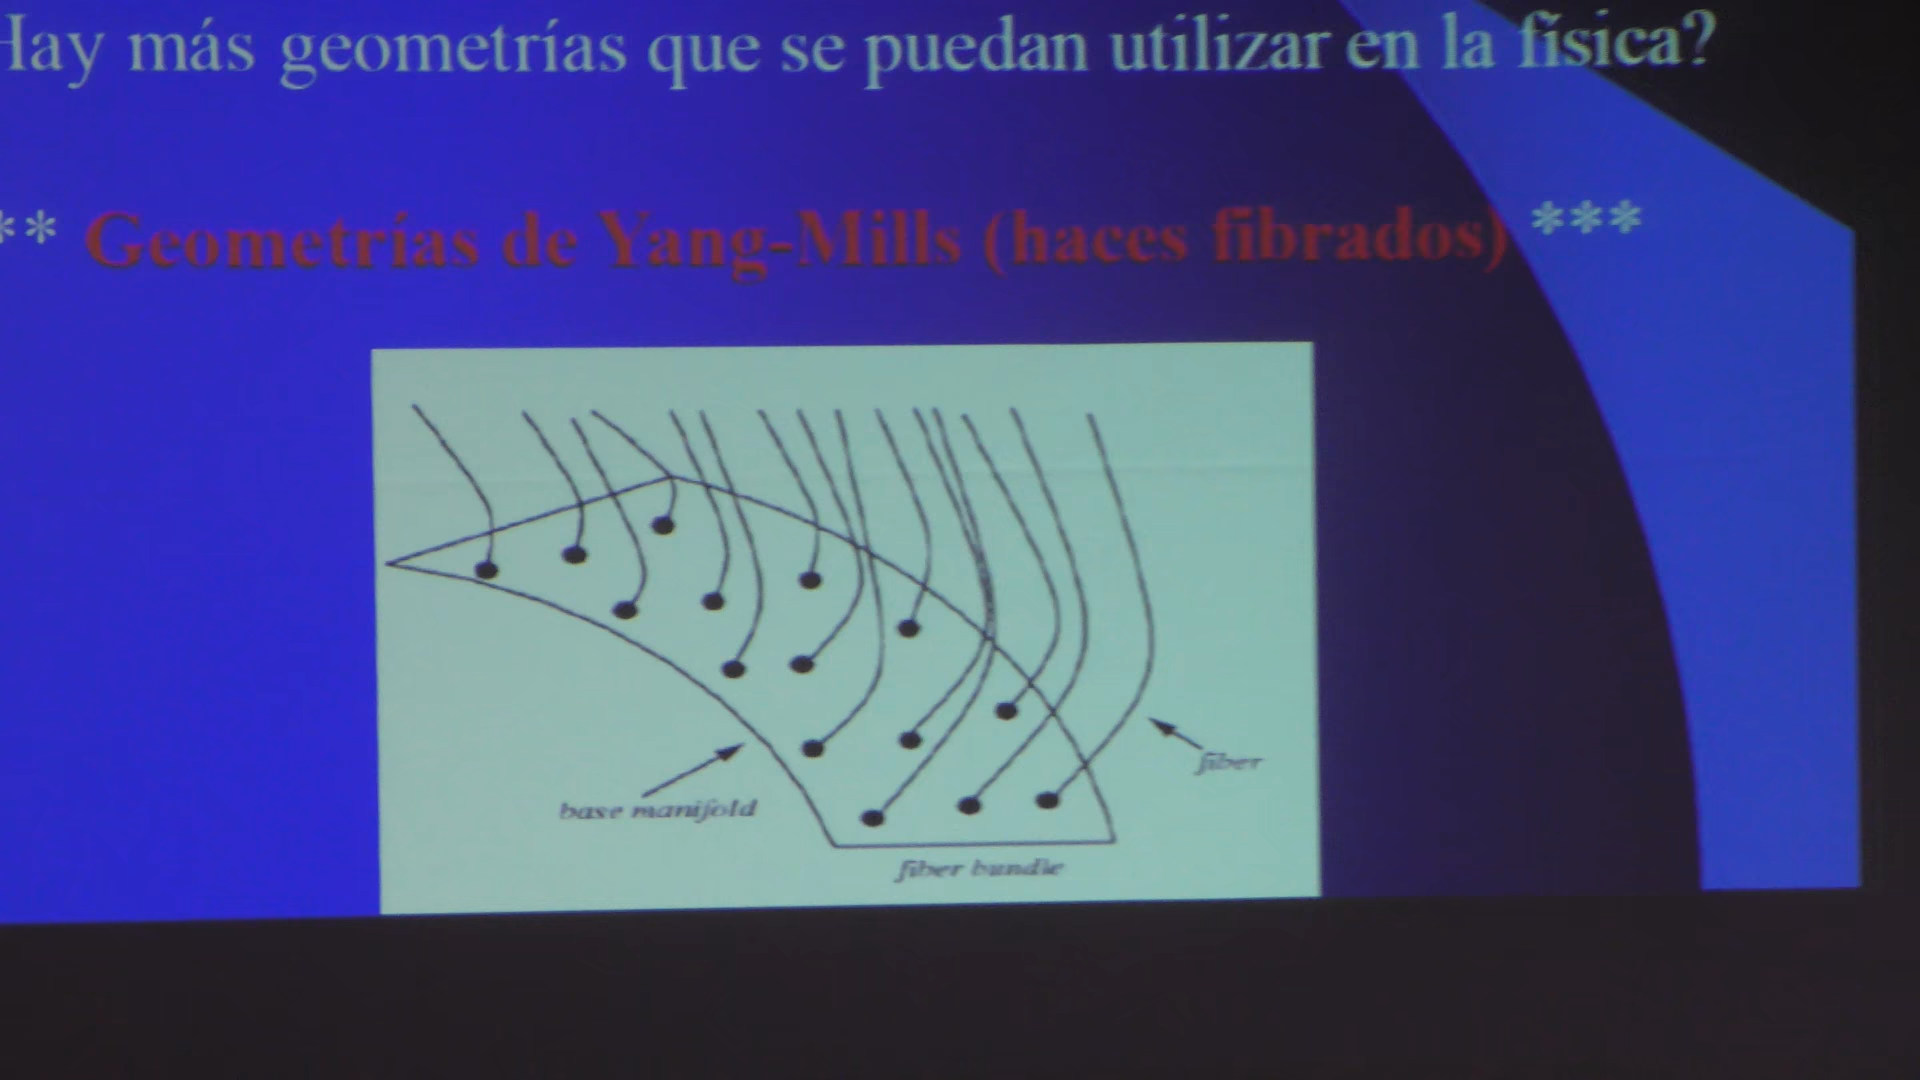 Hay más geometrías que se puedan utilizar en la física?
** Geometrías de Yang-Mills (haces fibrados) ***
fiber
base manifold
fiber bundle